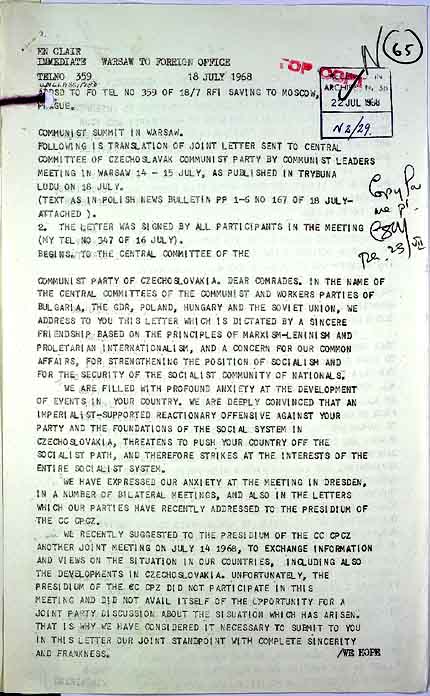 EN CLAIR
IMMEDIATE WARSAW TO FOREIGN OFFICE
TELNO 359 18 JULY 1968
TOP COPY
65
ADDSD TO FO TEL NO 359 OF 18/7 RFI SAVING TO MOSCOW,
PRAGUE.
IN
ARCHIVES No. 36
22 JUL 1968
N2/29.
COMMUNIST SUMMIT IN WARSAW.
FOLLOWING IS TRANSLATION OF JOINT LETTER SENT TO CENTRAL
COMMITTEE OF CZECHOSLAVAK COMMUNIST PARTY BY COMMUNIST LEADERS
MEETING IN WARSAW 14 - 15 JULY, AS PUBLISHED IN TRYBUNA
LUDU ON 18 JULY.
(TEXT AS IN POLISH NEWS BULLETIN PP 1-6 NO 167 OF 18 JULY-
ATTACHED ).
2. THE LETTER WAS SIGNED BY ALL PARTICIPANTS IN THE MEETING
(MY TEL NO 347 OF 16 JULY).
BEGINS. TO THE CENTRAL COMMITTEE OF THE
Copy for
me pl.
23/VII
COMMUNIST PARTY OF CZECHOSLOVAKIA. DEAR COMRADES. IN THE NAME OF
THE CENTRAL COMMITTEES OF THE COMMUNIST AND WORKERS PARTIES OF
BULGARIA, THE GDR, POLAND, HUNGARY AND THE SOVIET UNION, WE
ADDRESS TO YOU THIS LETTER WHICH IS DICTATED BY A SINCERE
FRIENDSHIP BASED ON THE PRINCIPLES OF MARXISM-LENINISM AND
PROLETARIAN INTERNATIONALISM, AND A CONCERN FOR OUR COMMON
AFFAIRS, FOR STRENGTHENING THE POSITION OF SOCIALISM AND
FOR THE SECURITY OF THE SOCIALIST COMMUNITY OF NATIONALS.
WE ARE FILLED WITH PROFOUND ANXIETY AT THE DEVELOPMENT
OF EVENTS IN YOUR COUNTRY. WE ARE DEEPLY CONVINCED THAT AN
IMPERIALIST-SUPPORTED REACTIONARY OFFENSIVE AGAINST YOUR
PARTY AND THE FOUNDATIONS OF THE SOCIAL SYSTEM IN
CZECHOSLOVAKIA, THREATENS TO PUSH YOUR COUNTRY OFF THE
SOCIALIST PATH, AND THEREFORE STRIKES AT THE INTERESTS OF THE
ENTIRE SOCIALIST SYSTEM.
WE HAVE EXPRESSED OUR ANXIETY AT THE MEETING IN DRESDEN,
IN A NUMBER OF BILATERAL MEETINGS, AND ALSO IN THE LETTERS
WHICH OUR PARTIES HAVE RECENTLY ADDRESSED TO THE PRESIDIUM OF
THE CC CPCZ.
WE RECENTLY SUGGESTED TO THE PRESIDIUM OF THE CC CPCZ
ANOTHER JOINT MEETING ON JULY 14 1968, TO EXCHANGE INFORMATION
AND VIEWS ON THE SITUATION IN OUR COUNTRIES, INCLUDING ALSO
THE DEVELOPMENTS IN CZECHOSLOVAKIA. UNFORTUNATELY, THE
PRESIDIUM OF THE CC CPZ DID NOT PARTICIPATE IN THIS
MEETING AND DID NOT AVAIL ITSELF OF THE OPPORTUNITY FOR A
JOINT PARTY DISCUSSION ABOUT THE SISUATION WHICH HAS ARISEN.
THAT IS WHY WE HAVE CONSIDERED IT NECESSARY TO SUBMIT TO YOU
IN THIS LETTER OUR JOINT STANDPOINT WITH COMPLETE SINCERITY
AND FRANKNESS.
/WE HOPE